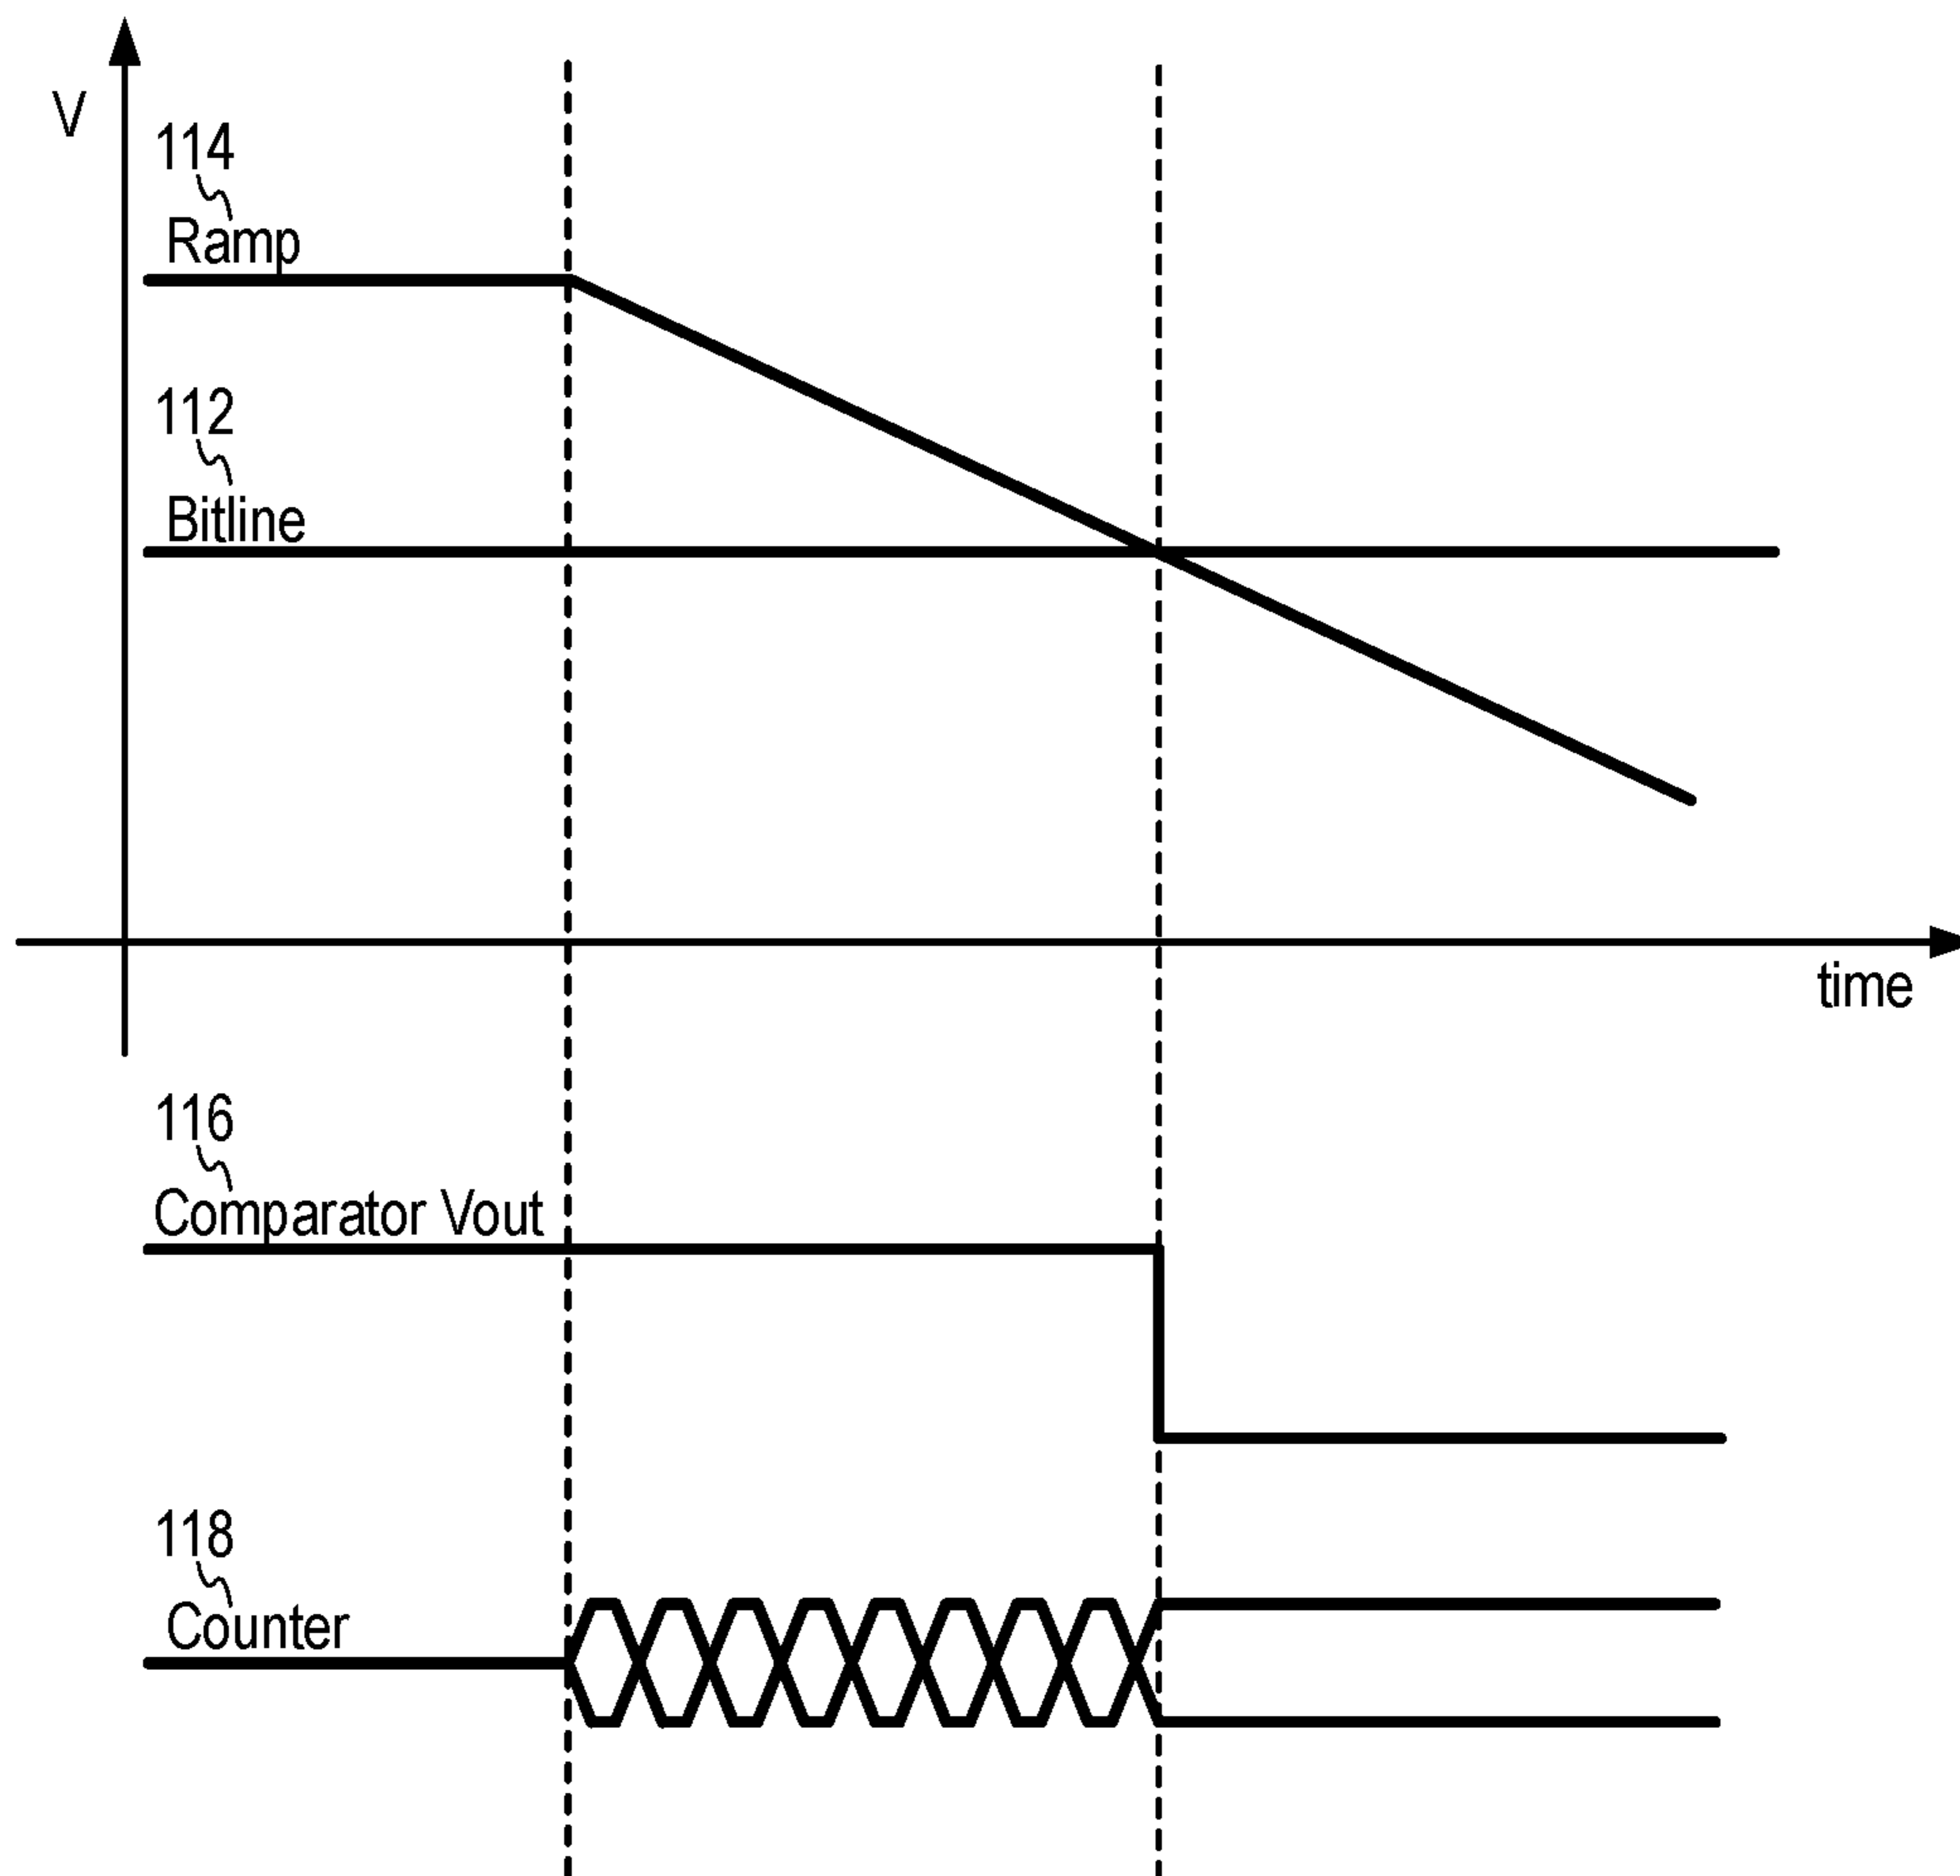 V
114
Ramp
112
Bitline
time
116
Comparator Vout
118
Counter